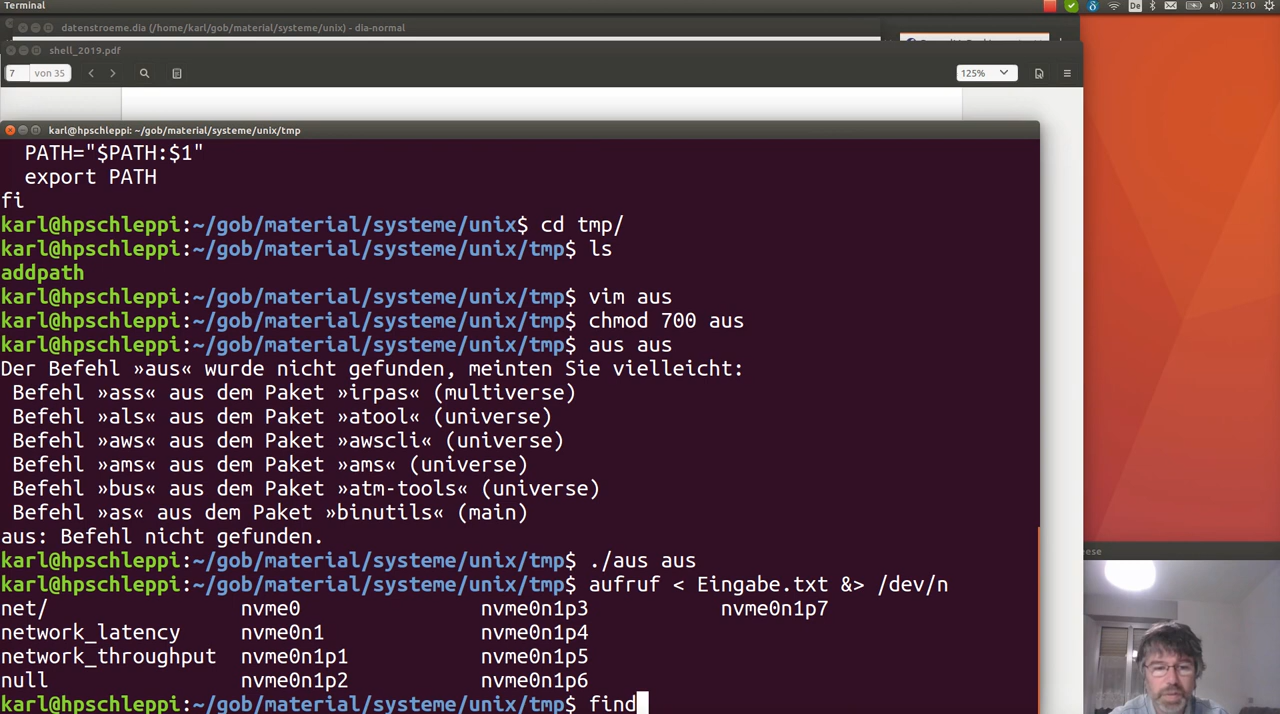 Terminal
De
23:10
datenstroeme.dia (/home/karl/gob/material/systeme/unix) - dia-normal
shell_2019.pdf
7 von 35
125%
karl@hpschleppi: ~/gob/material/systeme/unix/tmp
PATH="$PATH:$1"
export PATH
fi
karl@hpschleppi:~/gob/material/systeme/unix$ cd tmp/
karl@hpschleppi:~/gob/material/systeme/unix/tmp$ ls
addpath
karl@hpschleppi:~/gob/material/systeme/unix/tmp$ vim aus
karl@hpschleppi:~/gob/material/systeme/unix/tmp$ chmod 700 aus
karl@hpschleppi:~/gob/material/systeme/unix/tmp$ aus aus
Der Befehl »aus« wurde nicht gefunden, meinten Sie vielleicht:
Befehl »ass« aus dem Paket »irpas« (multiverse)
Befehl »als« aus dem Paket »atool« (universe)
Befehl »aws« aus dem Paket »awscli« (universe)
Befehl »ams« aus dem Paket »ams« (universe)
Befehl »bus« aus dem Paket »atm-tools« (universe)
Befehl »as« aus dem Paket »binutils« (main)
aus: Befehl nicht gefunden.
karl@hpschleppi:~/gob/material/systeme/unix/tmp$ ./aus aus
karl@hpschleppi:~/gob/material/systeme/unix/tmp$ aufruf < Eingabe.txt &> /dev/n
net/ nvme0 nvme0n1p3 nvme0n1p7
network_latency nvme0n1 nvme0n1p4
network_throughput nvme0n1p1 nvme0n1p5
null nvme0n1p2 nvme0n1p6
karl@hpschleppi:~/gob/material/systeme/unix/tmp$ find